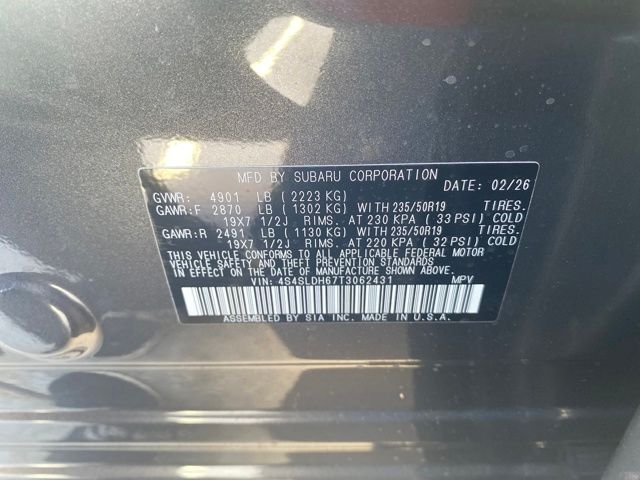 MFD BY SUBARU CORPORATION
DATE: 02/26
GVWR: 4901 LB (2223 KG)
GAWR:F 2870 LB (1302 KG) WITH 235/50R19 TIRES.
19X7 1/2J RIMS. AT 230 KPA (33 PSI) COLD
GAWR:R 2491 LB (1130 KG) WITH 235/50R19 TIRES.
19X7 1/2J RIMS. AT 220 KPA (32 PSI) COLD
THIS VEHICLE CONFORMS TO ALL APPLICABLE FEDERAL MOTOR
VEHICLE SAFETY AND THEFT PREVENTION STANDARDS
IN EFFECT ON THE DATE OF MANUFACTURE SHOWN ABOVE.
VIN: 4S4SLDH67T3062431 MPV
ASSEMBLED BY SIA INC. MADE IN U.S.A.